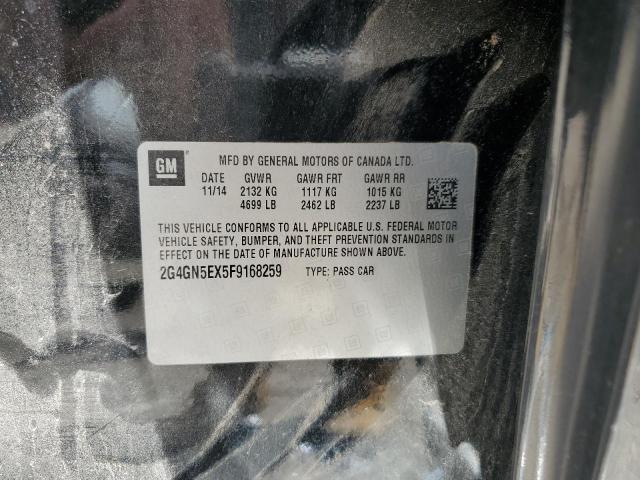 GM
MFD BY GENERAL MOTORS OF CANADA LTD.
DATE GVWR GAWR FRT GAWR RR
11/14 2132 KG 1117 KG 1015 KG
4699 LB 2462 LB 2237 LB
THIS VEHICLE CONFORMS TO ALL APPLICABLE U.S. FEDERAL MOTOR
VEHICLE SAFETY, BUMPER, AND THEFT PREVENTION STANDARDS IN
EFFECT ON THE DATE OF MANUFACTURE SHOWN ABOVE.
2G4GN5EX5F9168259 TYPE: PASS CAR